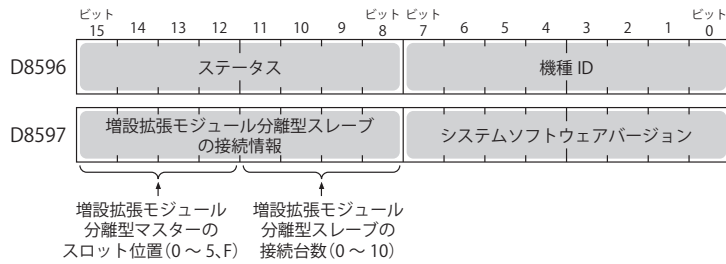 ビット ビット ビット ビット
15 14 13 12 11 10 9 8 7 6 5 4 3 2 1 0
D8596 ステータス 機種 ID
D8597 増設拡張モジュール分離型スレーブ
の接続情報 システムソフトウェアバージョン
増設拡張モジュール
分離型マスターの
スロット位置(0 ~ 5、F)
増設拡張モジュール
分離型スレーブの
接続台数(0 ~ 10)